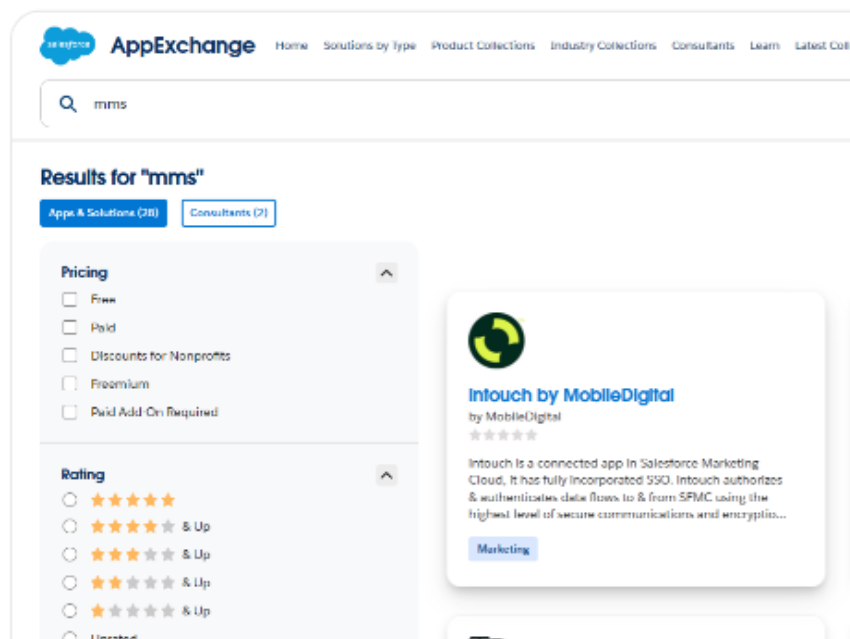 salesforce AppExchange Home Solutions by Type Product Collections Industry Collections Consultants Learn Latest Coll
mms
Results for "mms"
Apps & Solutions (28) Consultants (2)
Pricing
Free
Paid
Discounts for Nonprofits
Freemium
Paid Add-On Required
Rating
& Up
& Up
& Up
& Up
Unrated
Intouch by MobileDigital
by MobileDigital
Intouch is a connected app in Salesforce Marketing
Cloud, it has fully incorporated SSO. Intouch authorizes
& authenticates data flows to & from SFMC using the
highest level of secure communications and encryptio...
Marketing